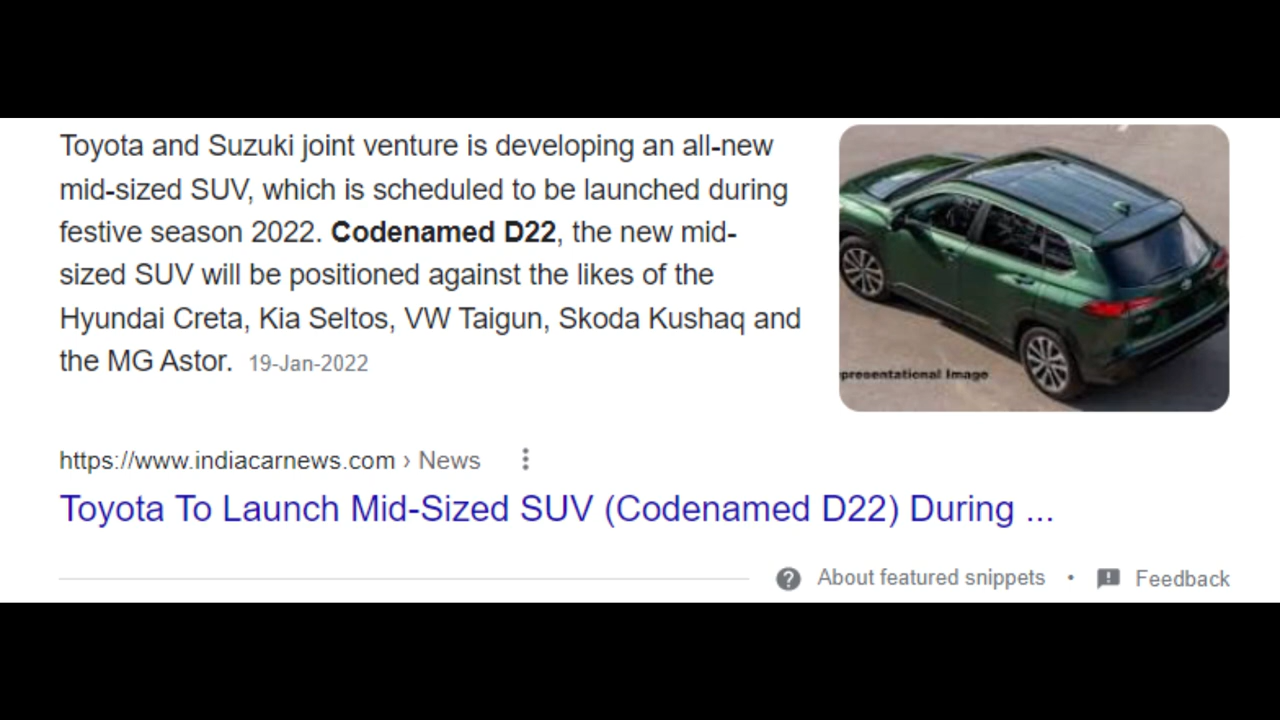 Toyota and Suzuki joint venture is developing an all-new
mid-sized SUV, which is scheduled to be launched during
festive season 2022. Codenamed D22, the new mid-
sized SUV will be positioned against the likes of the
Hyundai Creta, Kia Seltos, VW Taigun, Skoda Kushaq and
the MG Astor. 19-Jan-2022
presentational Image
https://www.indiacarnews.com › News
Toyota To Launch Mid-Sized SUV (Codenamed D22) During ...
About featured snippets • Feedback